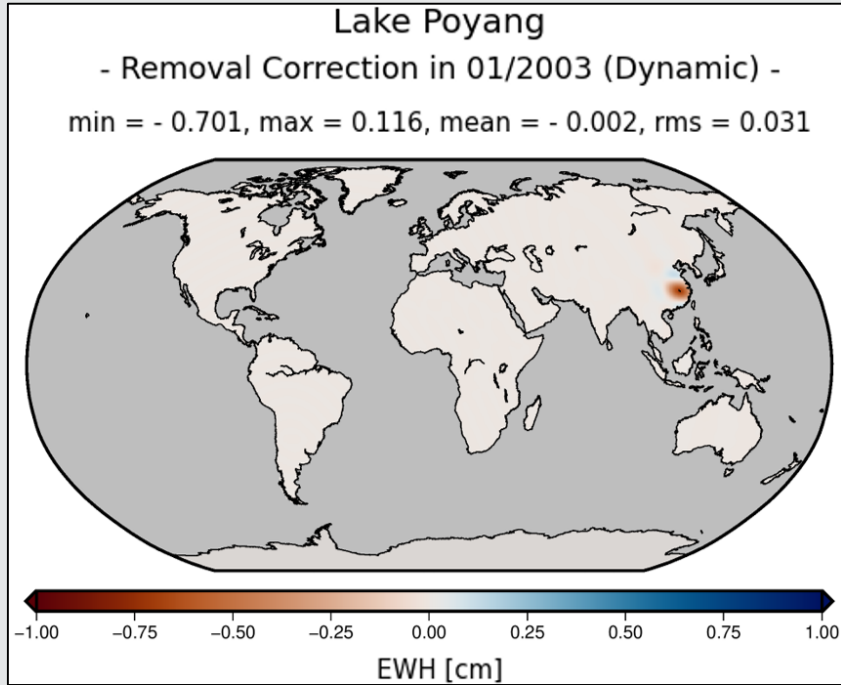 Lake Poyang
- Removal Correction in 01/2003 (Dynamic) -
min = - 0.701, max = 0.116, mean = - 0.002, rms = 0.031
−1.00 −0.75 −0.50 −0.25 0.00 0.25 0.50 0.75 1.00
EWH [cm]